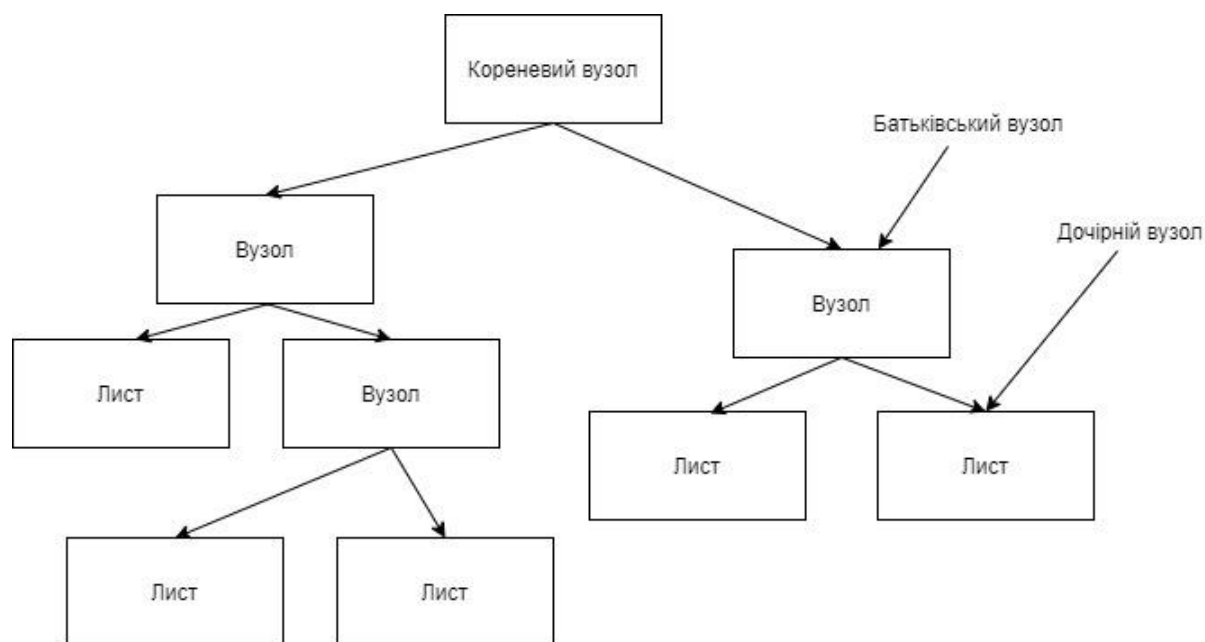 Кореневий вузол
Батьківський вузол
Вузол
Дочірній вузол
Вузол
Лист
Вузол
Лист
Лист
Лист
Лист